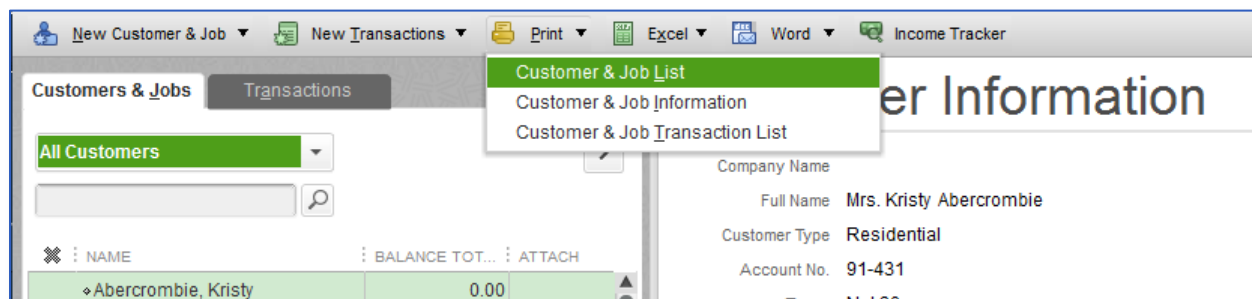 New Customer & Job ▼ New Transactions ▼ Print ▼ Excel ▼ Word ▼ Income Tracker
Customer & Job List
Customer & Job Information
Customer & Job Transaction List
Customers & Jobs Transactions
er Information
All Customers
Company Name
Full Name Mrs. Kristy Abercrombie
Customer Type Residential
Account No. 91-431
NAME BALANCE TOT... ATTACH
Abercrombie, Kristy 0.00